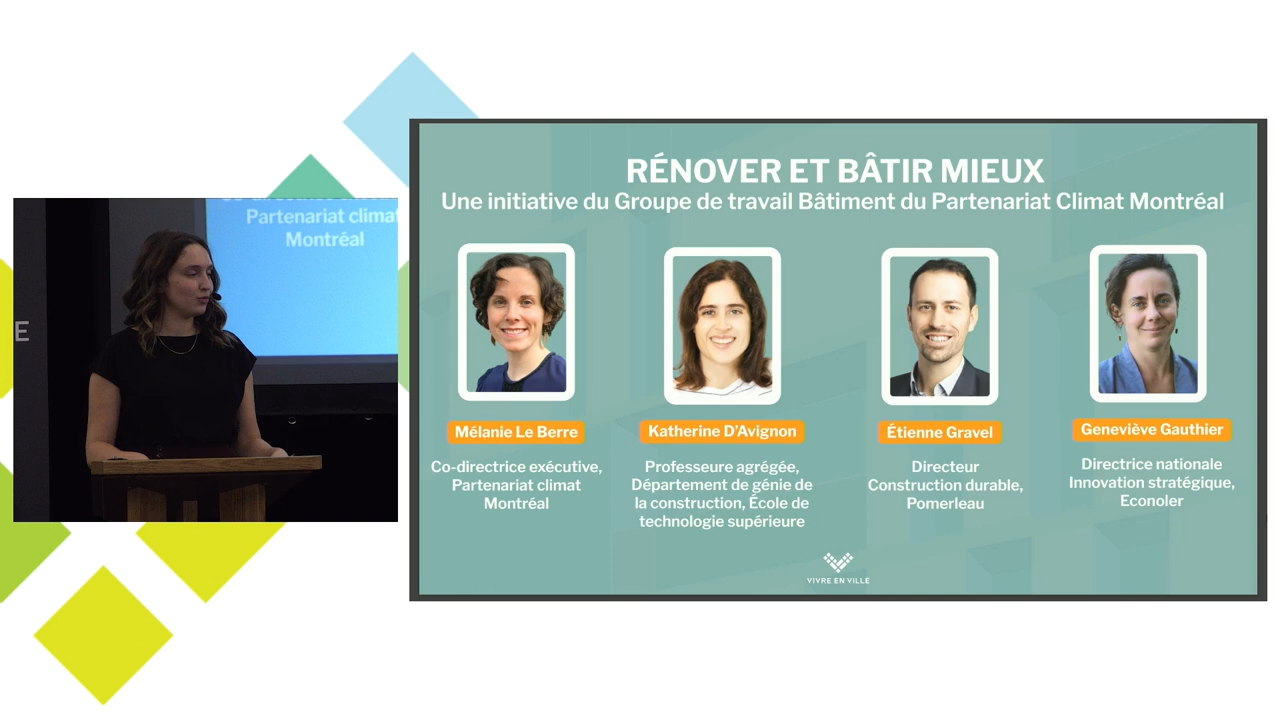 Partenariat climat
Montréal
E
RÉNOVER ET BÂTIR MIEUX
Une initiative du Groupe de travail Bâtiment du Partenariat Climat Montréal
Mélanie Le Berre
Co-directrice exécutive,
Partenariat climat
Montréal
Katherine D'Avignon
Professeure agrégée,
Département de génie de
la construction, École de
technologie supérieure
Étienne Gravel
Directeur
Construction durable,
Pomerleau
Geneviève Gauthier
Directrice nationale
Innovation stratégique,
Econoler
VIVRE EN VILLE